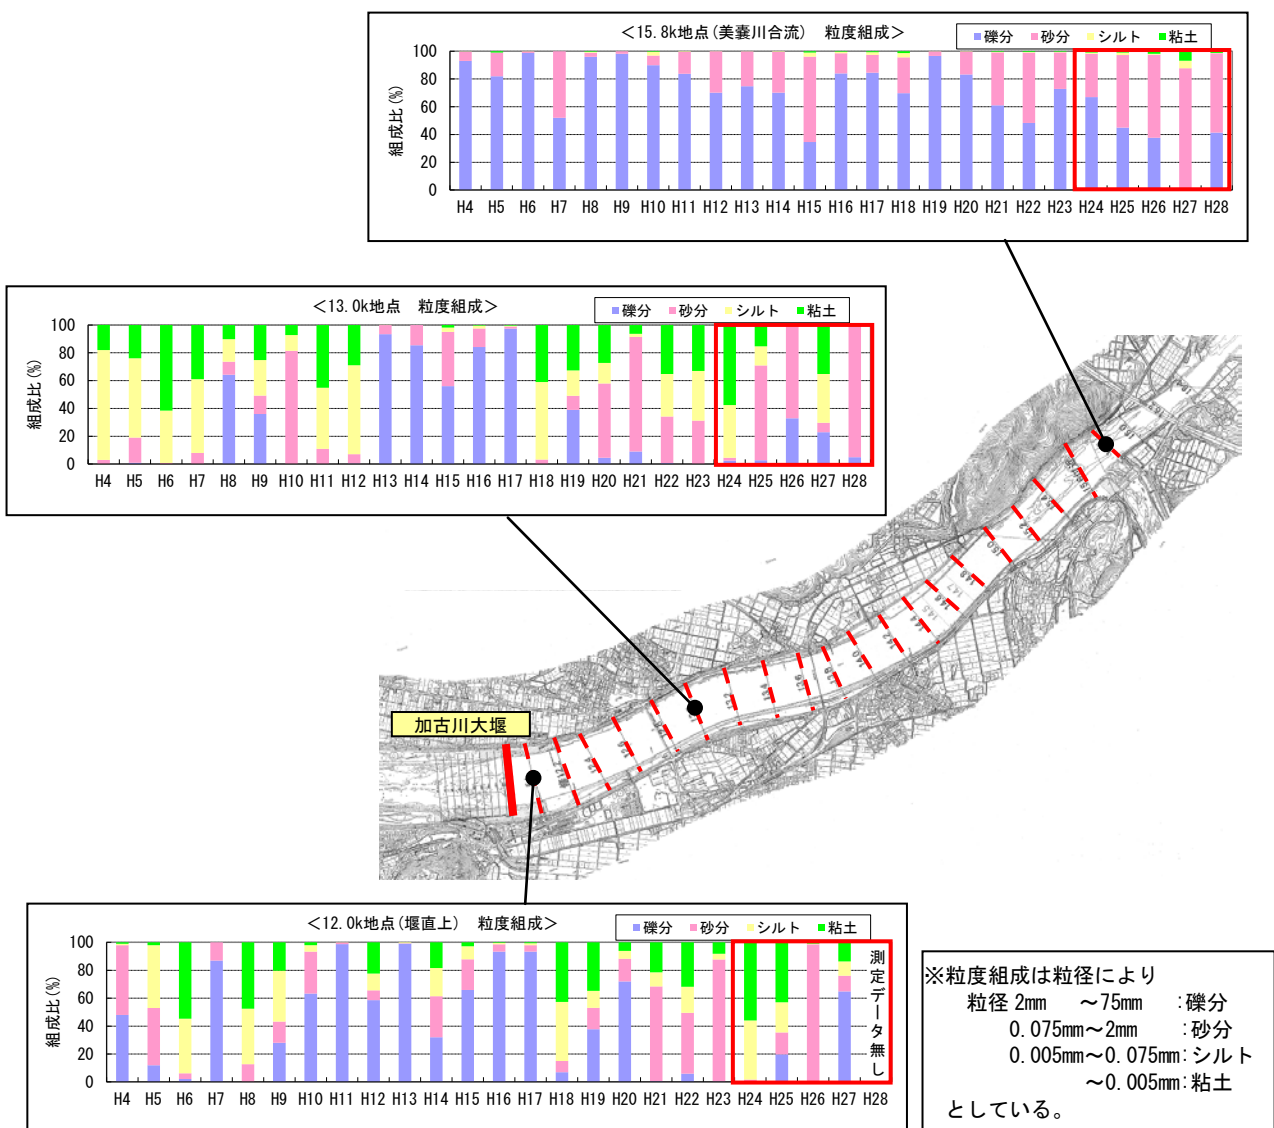 <15.8k地点(美嚢川合流)　粒度組成>
礫分 砂分 シルト 粘土
組成比(%)
100
80
60
40
20
0
H4 H5 H6 H7 H8 H9 H10 H11 H12 H13 H14 H15 H16 H17 H18 H19 H20 H21 H22 H23 H24 H25 H26 H27 H28
<13.0k地点　粒度組成>
礫分 砂分 シルト 粘土
組成比(%)
100
80
60
40
20
0
H4 H5 H6 H7 H8 H9 H10 H11 H12 H13 H14 H15 H16 H17 H18 H19 H20 H21 H22 H23 H24 H25 H26 H27 H28
加古川大堰
<12.0k地点(堰直上)　粒度組成>
礫分 砂分 シルト 粘土
組成比(%)
100
80
60
40
20
0
測定データ無し
H4 H5 H6 H7 H8 H9 H10 H11 H12 H13 H14 H15 H16 H17 H18 H19 H20 H21 H22 H23 H24 H25 H26 H27 H28
※粒度組成は粒径により
粒径 2mm　～75mm　:礫分
0.075mm～2mm　:砂分
0.005mm～0.075mm:シルト
～0.005mm:粘土
としている。